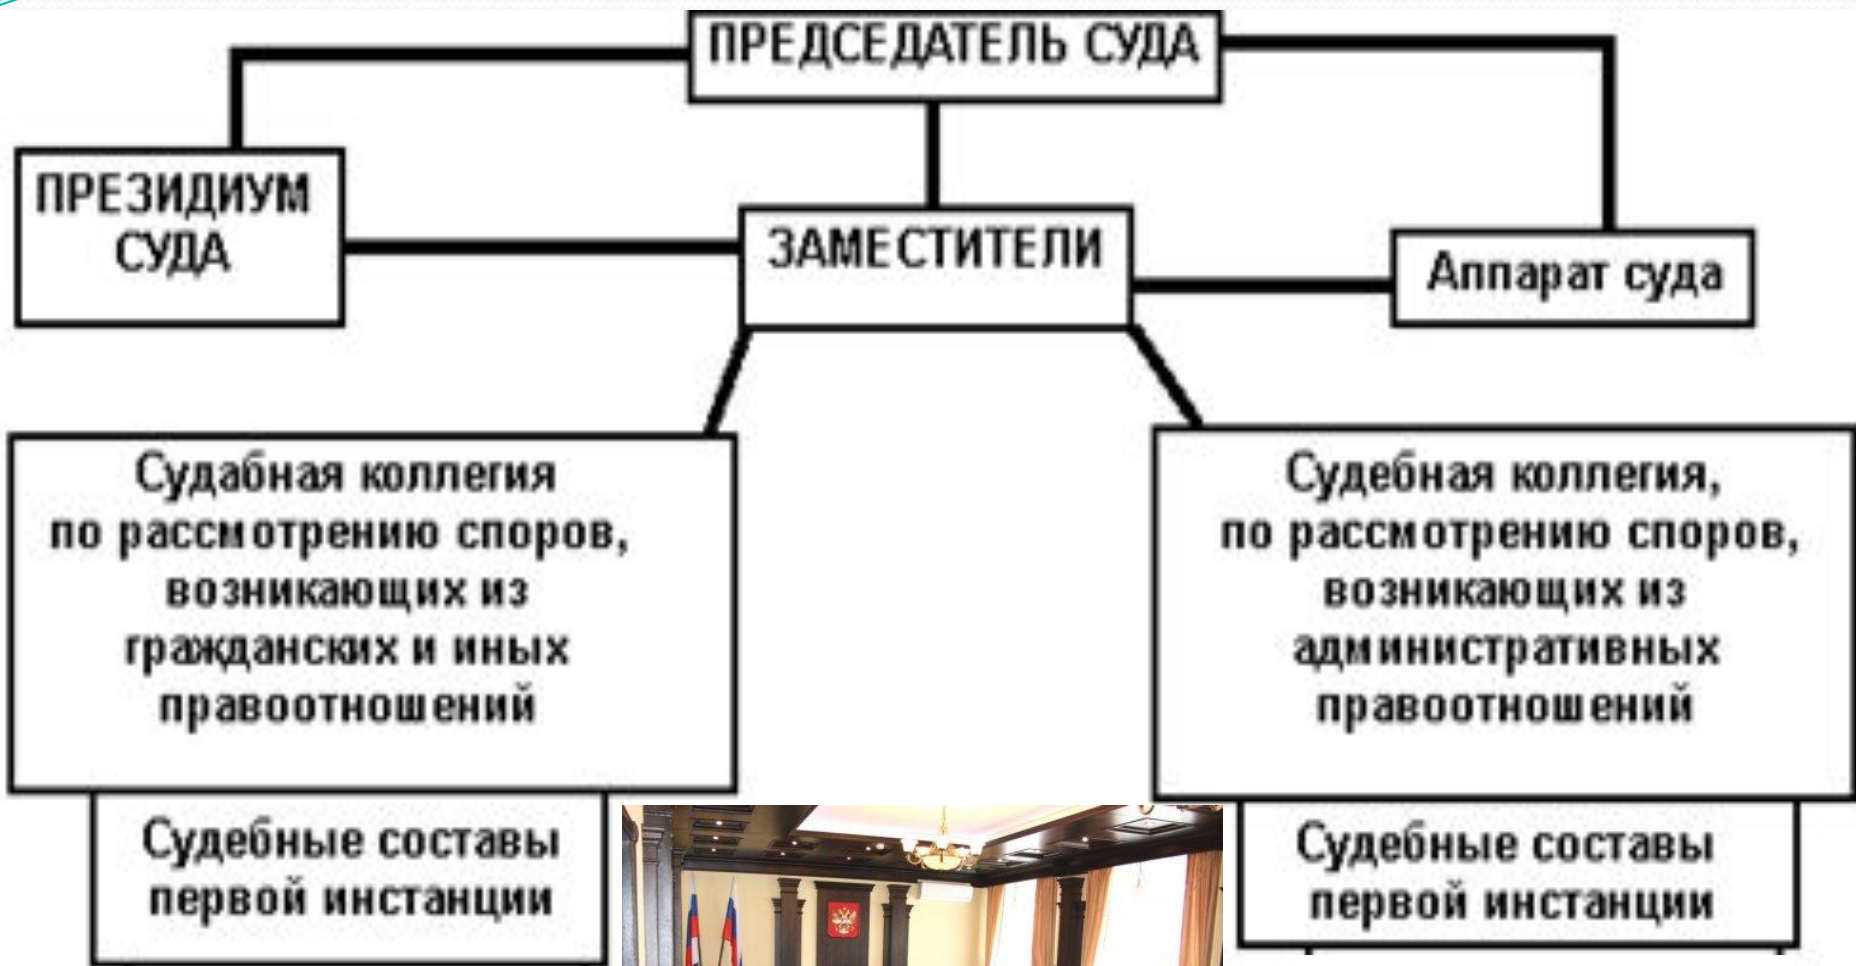 ПРЕДСЕДАТЕЛЬ СУДА
ПРЕЗИДИУМ
СУДА
ЗАМЕСТИТЕЛИ
Аппарат суда
Судабная коллегия
по рассмотрению споров,
возникающих из
гражданских и иных
правоотношений
Судебная коллегия,
по рассмотрению споров,
возникающих из
административных
правоотношений
Судебные составы
первой инстанции
Судебные составы
первой инстанции